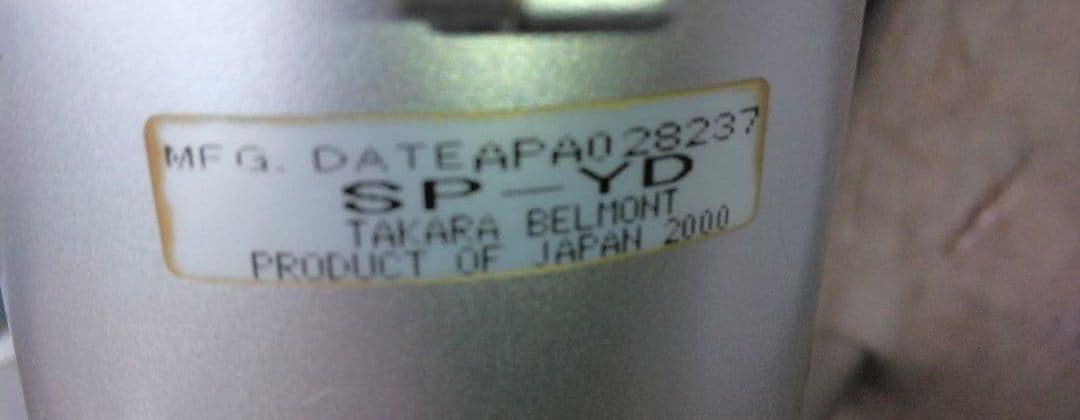 MFG. DATEAPA028237
SP-YD
TAKARA BELMONT
PRODUCT OF JAPAN 2000